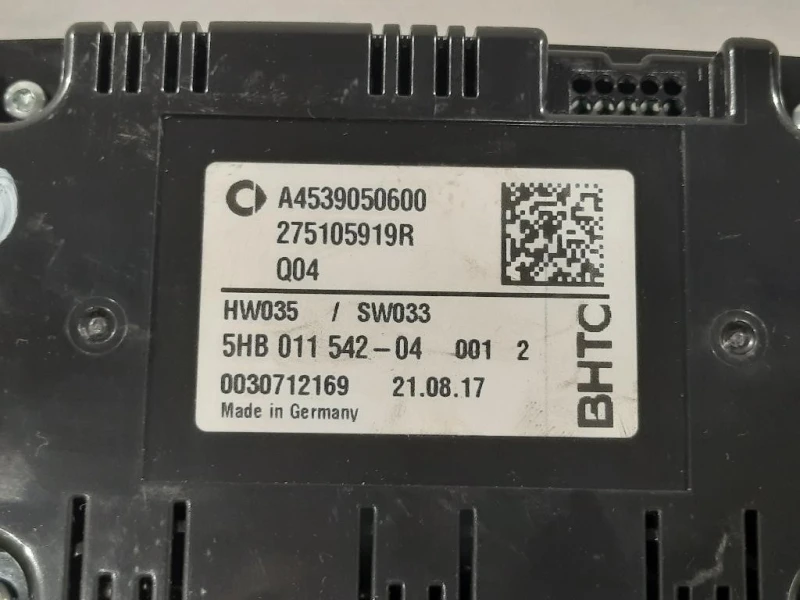 A4539050600
275105919R
Q04
HW035 / SW033
5HB 011 542-04 001 2
0030712169 21.08.17
Made in Germany
BHTC